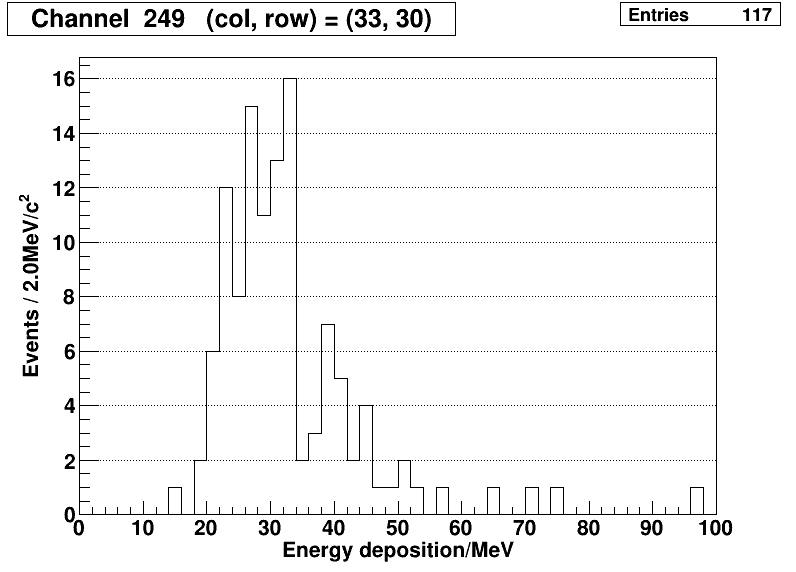 Channel 249 (col, row) = (33, 30)
Entries 117
Events / 2.0MeV/c²
16
14
12
10
8
6
4
2
0
0 10 20 30 40 50 60 70 80 90 100
Energy deposition/MeV